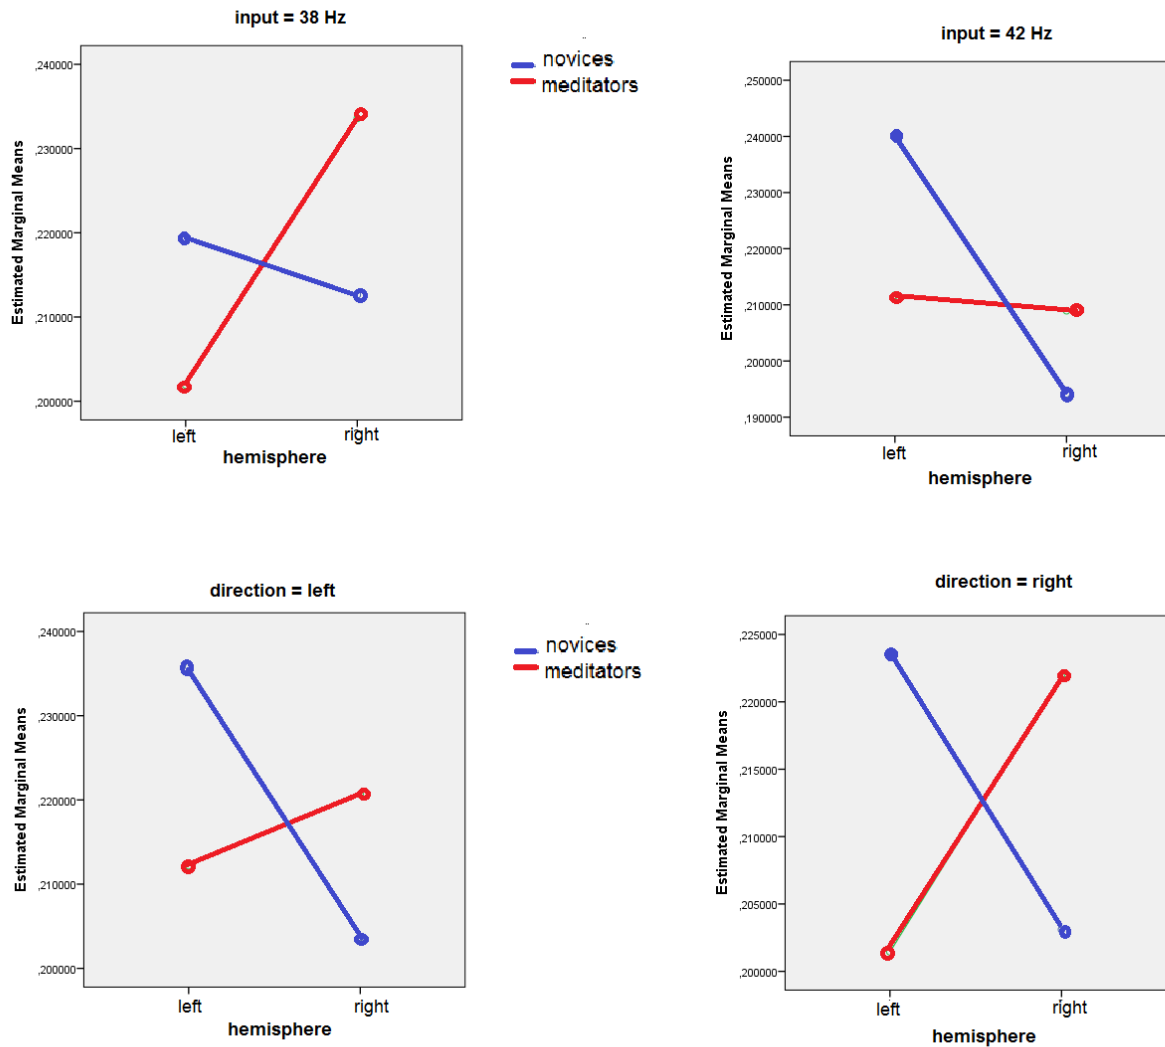 input = 38 Hz
,240000
,230000
,220000
,210000
,200000
Estimated Marginal Means
left
right
hemisphere
novices
meditators
input = 42 Hz
,250000
,240000
,230000
,220000
,210000
,200000
,190000
Estimated Marginal Means
left
right
hemisphere
direction = left
,240000
,230000
,220000
,210000
,200000
Estimated Marginal Means
left
right
hemisphere
novices
meditators
direction = right
,225000
,220000
,215000
,210000
,205000
,200000
Estimated Marginal Means
left
right
hemisphere